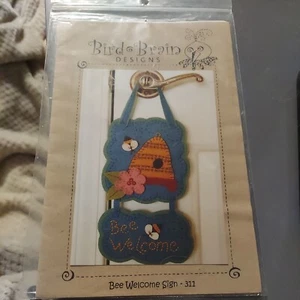 Bird Brain
DESIGNS
Bee
Welcome
Bee Welcome Sign - 311